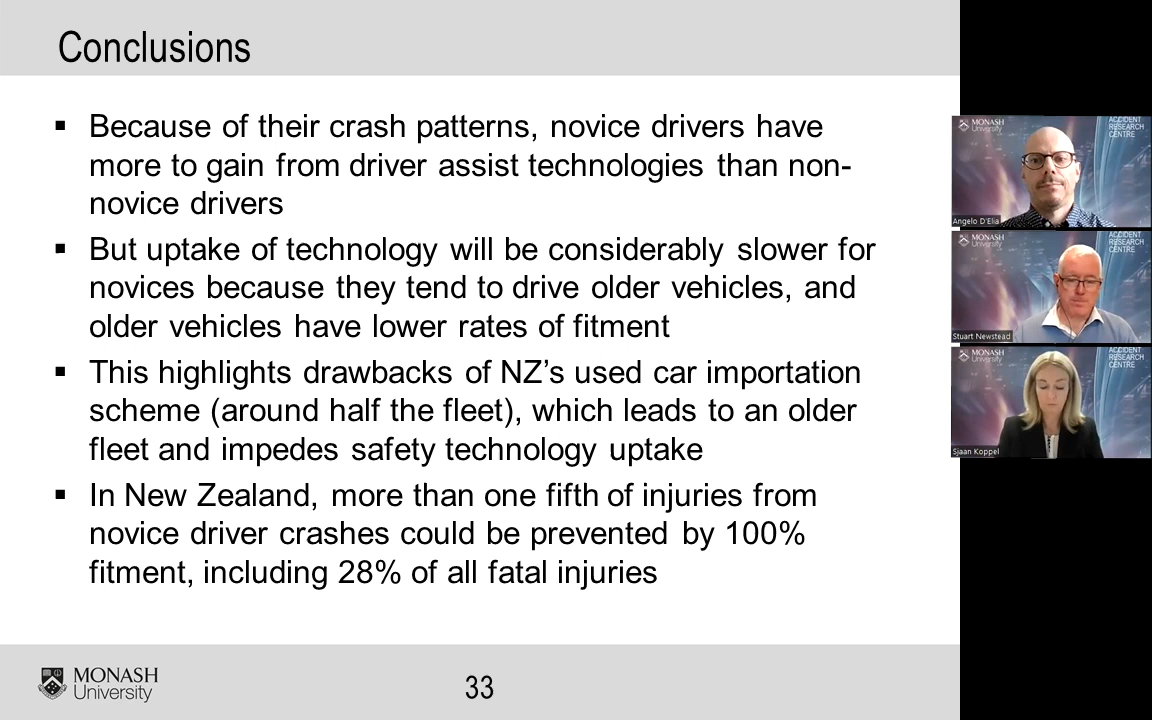 Conclusions
▪ Because of their crash patterns, novice drivers have
more to gain from driver assist technologies than non-
novice drivers
▪ But uptake of technology will be considerably slower for
novices because they tend to drive older vehicles, and
older vehicles have lower rates of fitment
▪ This highlights drawbacks of NZ’s used car importation
scheme (around half the fleet), which leads to an older
fleet and impedes safety technology uptake
▪ In New Zealand, more than one fifth of injuries from
novice driver crashes could be prevented by 100%
fitment, including 28% of all fatal injuries
MONASH
University
33
MONASH
University
ACCIDENT
RESEARCH
CENTRE
Angelo D'Elia
MONASH
University
ACCIDENT
RESEARCH
CENTRE
Stuart Newstead
MONASH
University
ACCIDENT
RESEARCH
CENTRE
Sjaan Koppel